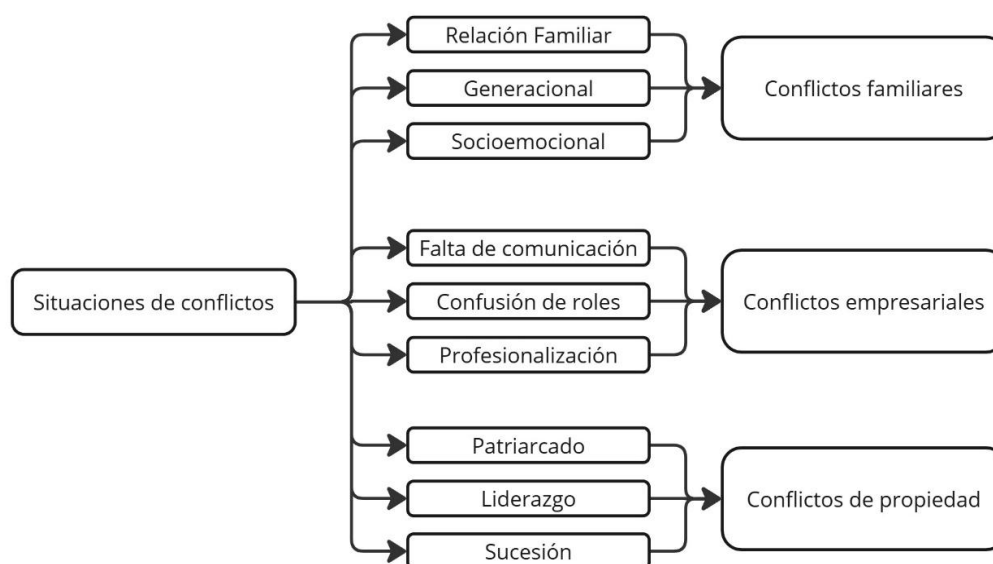 Relación Familiar
Generacional
Socioemocional
Conflictos familiares
Situaciones de conflictos
Falta de comunicación
Confusión de roles
Profesionalización
Conflictos empresariales
Patriarcado
Liderazgo
Sucesión
Conflictos de propiedad